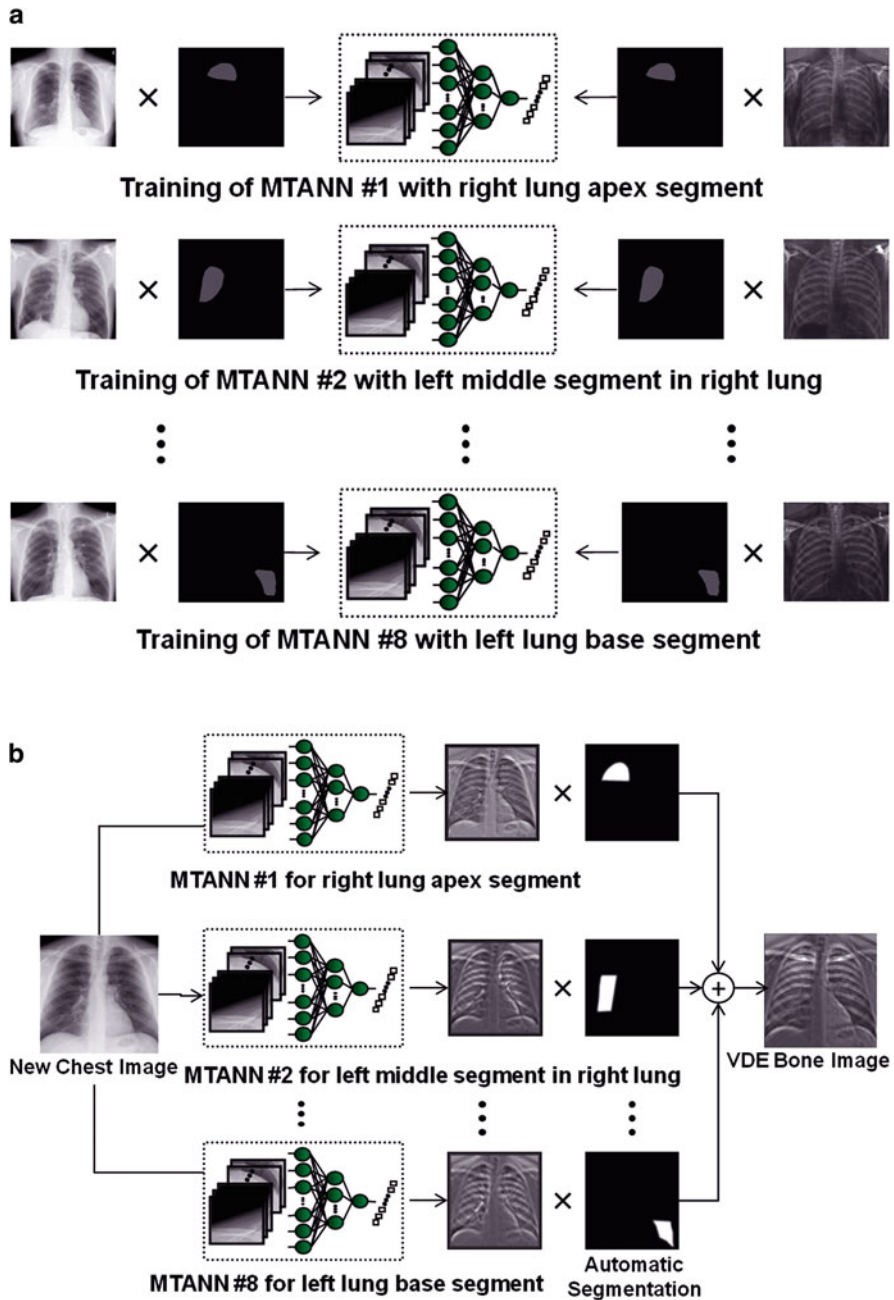 a
Training of MTANN #1 with right lung apex segment
Training of MTANN #2 with left middle segment in right lung
Training of MTANN #8 with left lung base segment
b
MTANN #1 for right lung apex segment
New Chest Image
MTANN #2 for left middle segment in right lung
VDE Bone Image
MTANN #8 for left lung base segment
Automatic
Segmentation